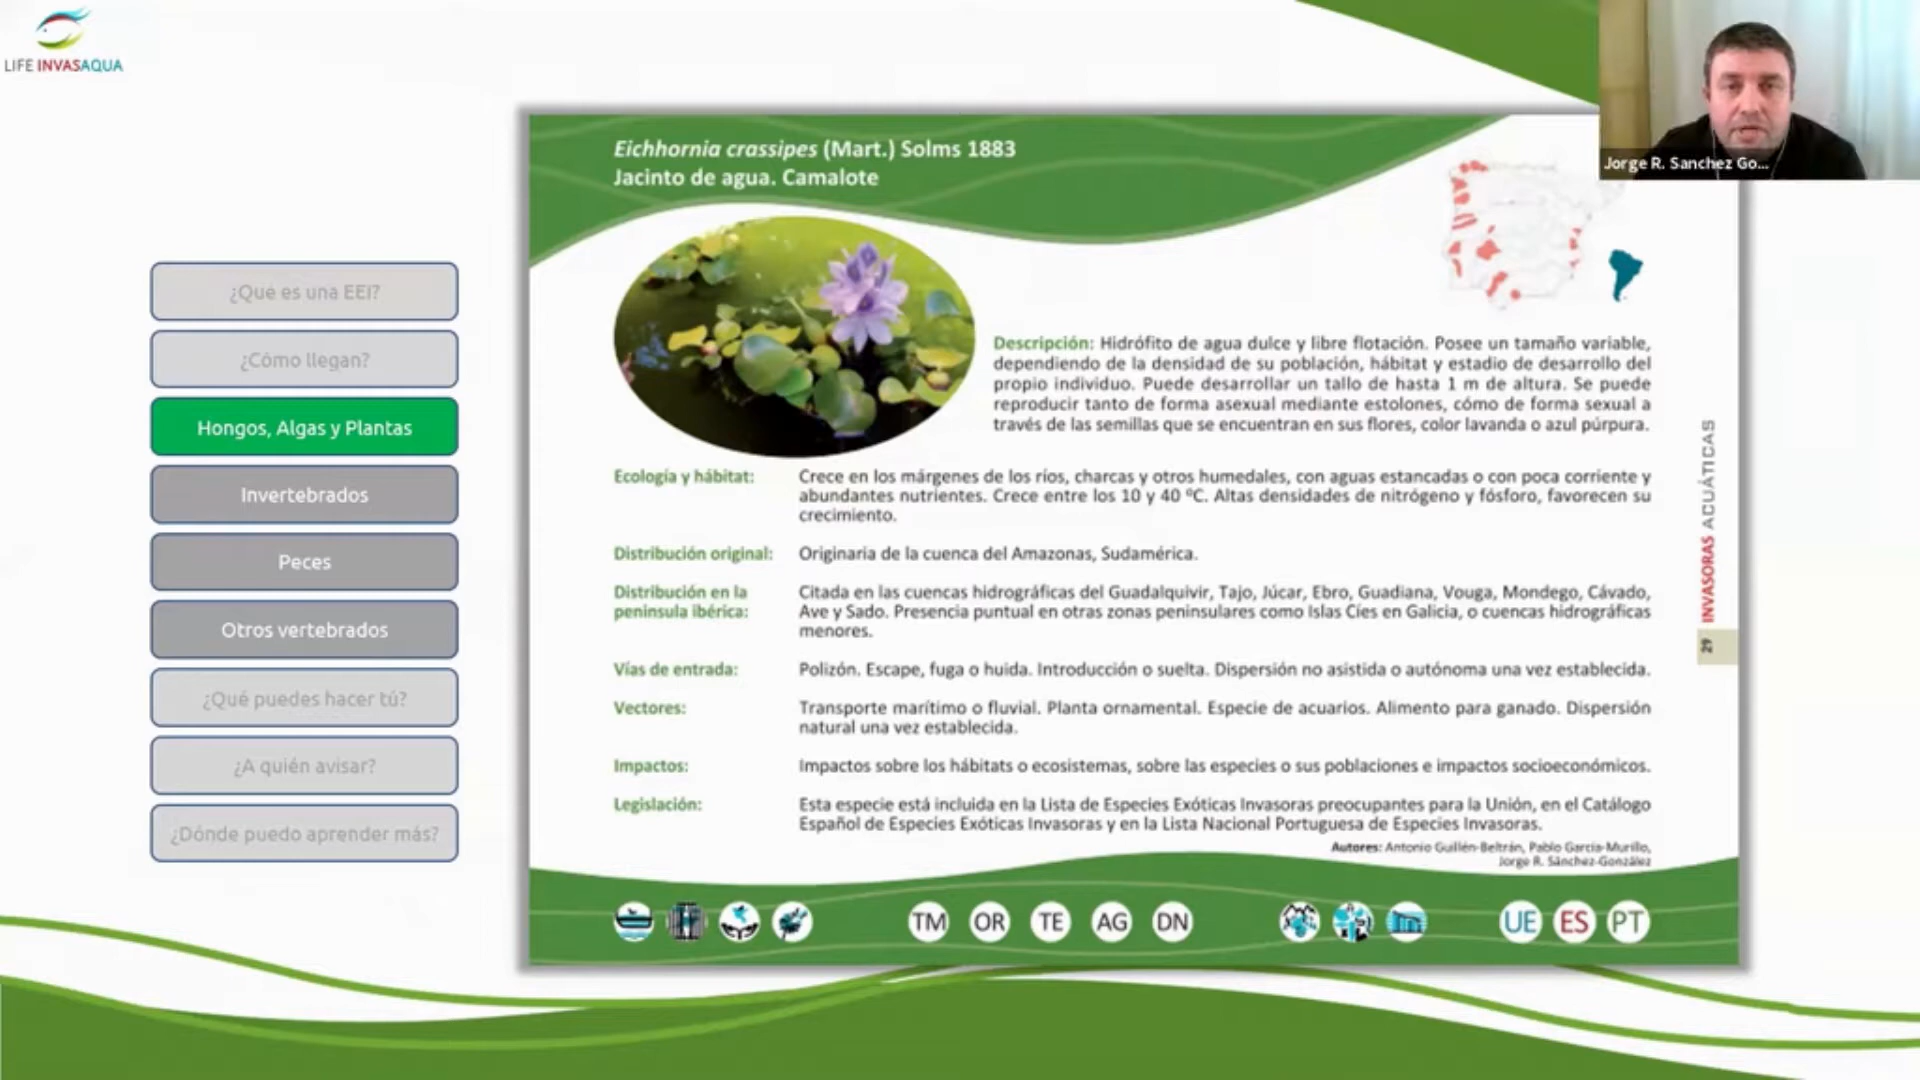 LIFE INVASAQUA
Jorge R. Sanchez Go...
¿Qué es una EEI?
¿Cómo llegan?
Hongos, Algas y Plantas
Invertebrados
Peces
Otros vertebrados
¿Qué puedes hacer tú?
¿A quién avisar?
¿Dónde puedo aprender más?
Eichhornia crassipes (Mart.) Solms 1883
Jacinto de agua. Camalote
Descripción: Hidrófito de agua dulce y libre flotación. Posee un tamaño variable,
dependiendo de la densidad de su población, hábitat y estadio de desarrollo del
propio individuo. Puede desarrollar un tallo de hasta 1 m de altura. Se puede
reproducir tanto de forma asexual mediante estolones, cómo de forma sexual a
través de las semillas que se encuentran en sus flores, color lavanda o azul púrpura.
Ecología y hábitat: Crece en los márgenes de los ríos, charcas y otros humedales, con aguas estancadas o con poca corriente y
abundantes nutrientes. Crece entre los 10 y 40 ºC. Altas densidades de nitrógeno y fósforo, favorecen su
crecimiento.
Distribución original: Originaria de la cuenca del Amazonas, Sudamérica.
Distribución en la Citada en las cuencas hidrográficas del Guadalquivir, Tajo, Júcar, Ebro, Guadiana, Vouga, Mondego, Cávado,
península ibérica: Ave y Sado. Presencia puntual en otras zonas peninsulares como Islas Cíes en Galicia, o cuencas hidrográficas
menores.
Vías de entrada: Polizón. Escape, fuga o huida. Introducción o suelta. Dispersión no asistida o autónoma una vez establecida.
Vectores: Transporte marítimo o fluvial. Planta ornamental. Especie de acuarios. Alimento para ganado. Dispersión
natural una vez establecida.
Impactos: Impactos sobre los hábitats o ecosistemas, sobre las especies o sus poblaciones e impactos socioeconómicos.
Legislación: Esta especie está incluida en la Lista de Especies Exóticas Invasoras preocupantes para la Unión, en el Catálogo
Español de Especies Exóticas Invasoras y en la Lista Nacional Portuguesa de Especies Invasoras.
Autores: Antonio Guillén-Beltrán, Pablo García-Murillo,
Jorge R. Sánchez-González
INVASORAS ACUÁTICAS
29
TM OR TE AG DN
UE ES PT